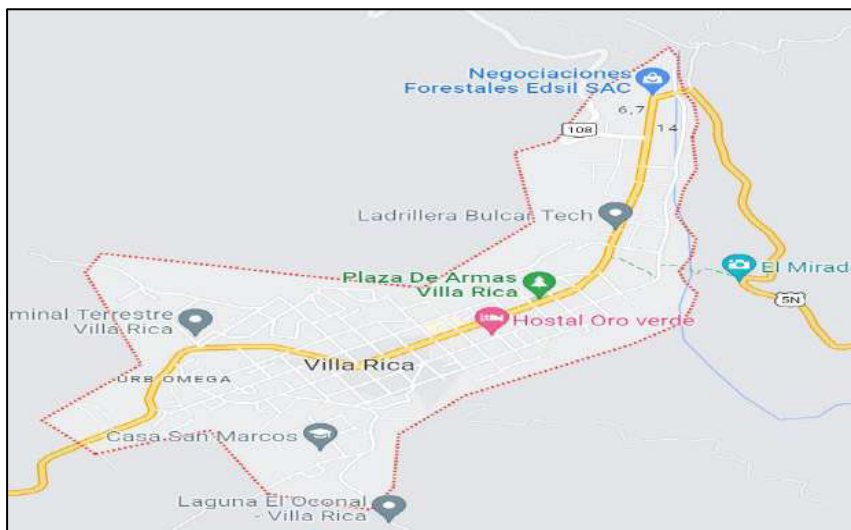 Negociaciones
Forestales Edsil SAC
6,7
108
14
Ladrillera Bulcar Tech
Plaza De Armas
Villa Rica
El Mirad
5N
minal Terrestre
Villa Rica
Hostal Oro verde
Villa Rica
URB OMEGA
Casa San Marcos
Laguna El Oconal
- Villa Rica